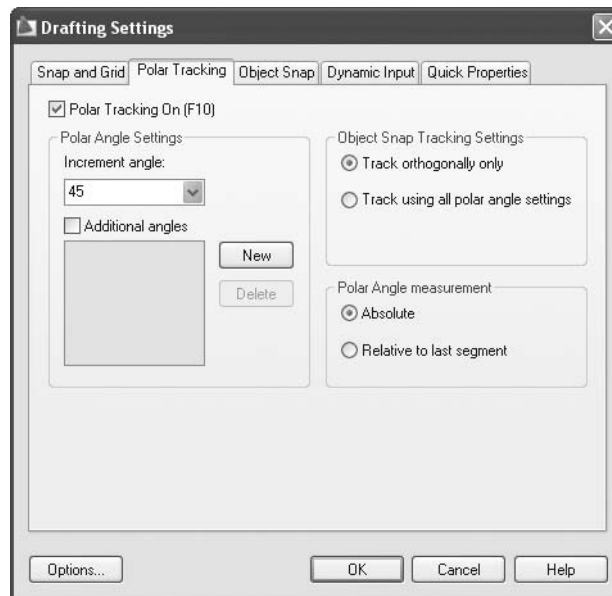 Drafting Settings
Snap and Grid Polar Tracking Object Snap Dynamic Input Quick Properties
Polar Tracking On (F10)
Polar Angle Settings
Increment angle:
45
Additional angles
New
Delete
Object Snap Tracking Settings
Track orthogonally only
Track using all polar angle settings
Polar Angle measurement
Absolute
Relative to last segment
Options... OK Cancel Help